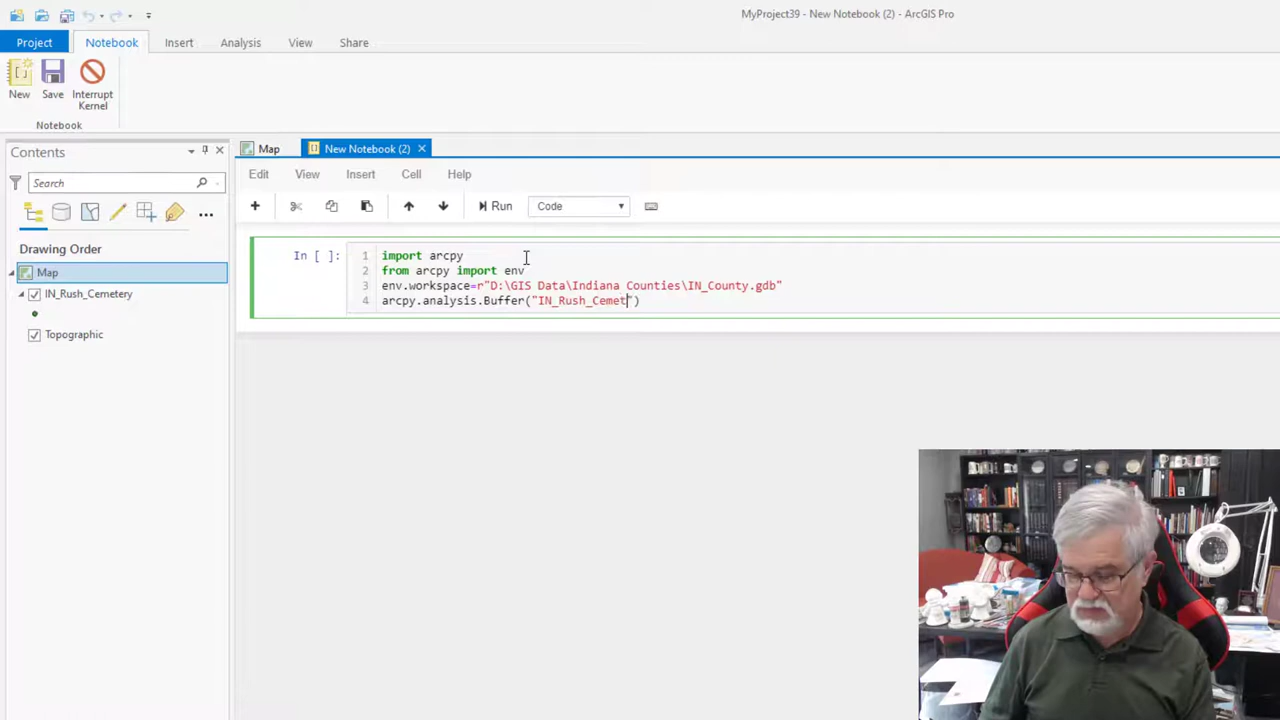 MyProject39 - New Notebook (2) - ArcGIS Pro
Project Notebook Insert Analysis View Share
New Save Interrupt Kernel
Notebook
Contents
Map New Notebook (2)
Edit View Insert Cell Help
Search
Run Code
Drawing Order
Map
IN_Rush_Cemetery
Topographic
In [ ]:
1 import arcpy
2 from arcpy import env
3 env.workspace=r"D:\GIS Data\Indiana Counties\IN_County.gdb"
4 arcpy.analysis.Buffer("IN_Rush_Cemet")